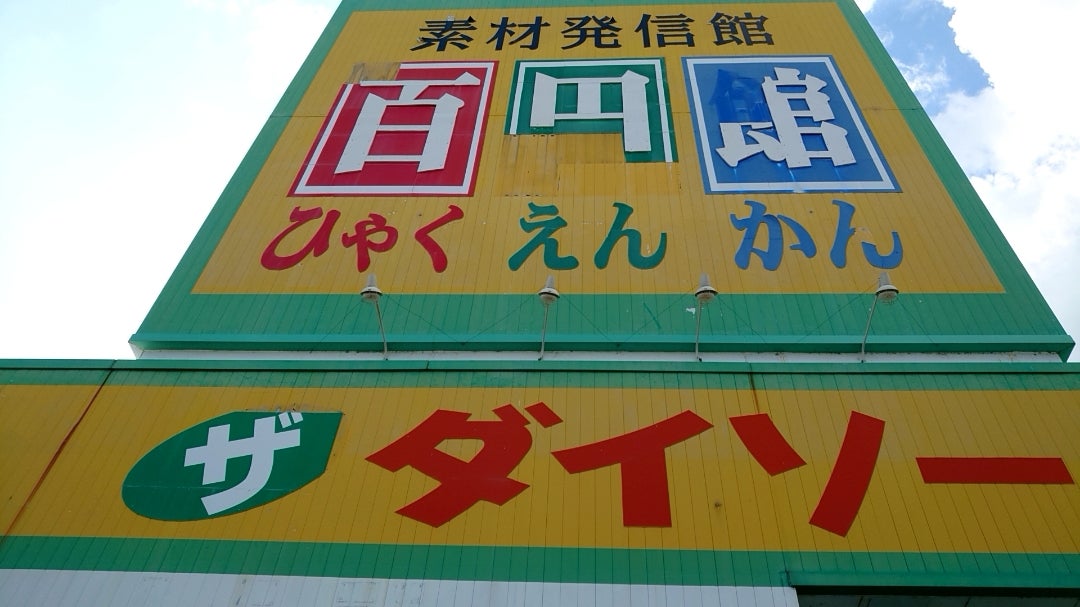 素材発信館
百円館
ひゃくえんかん
ザダイソー